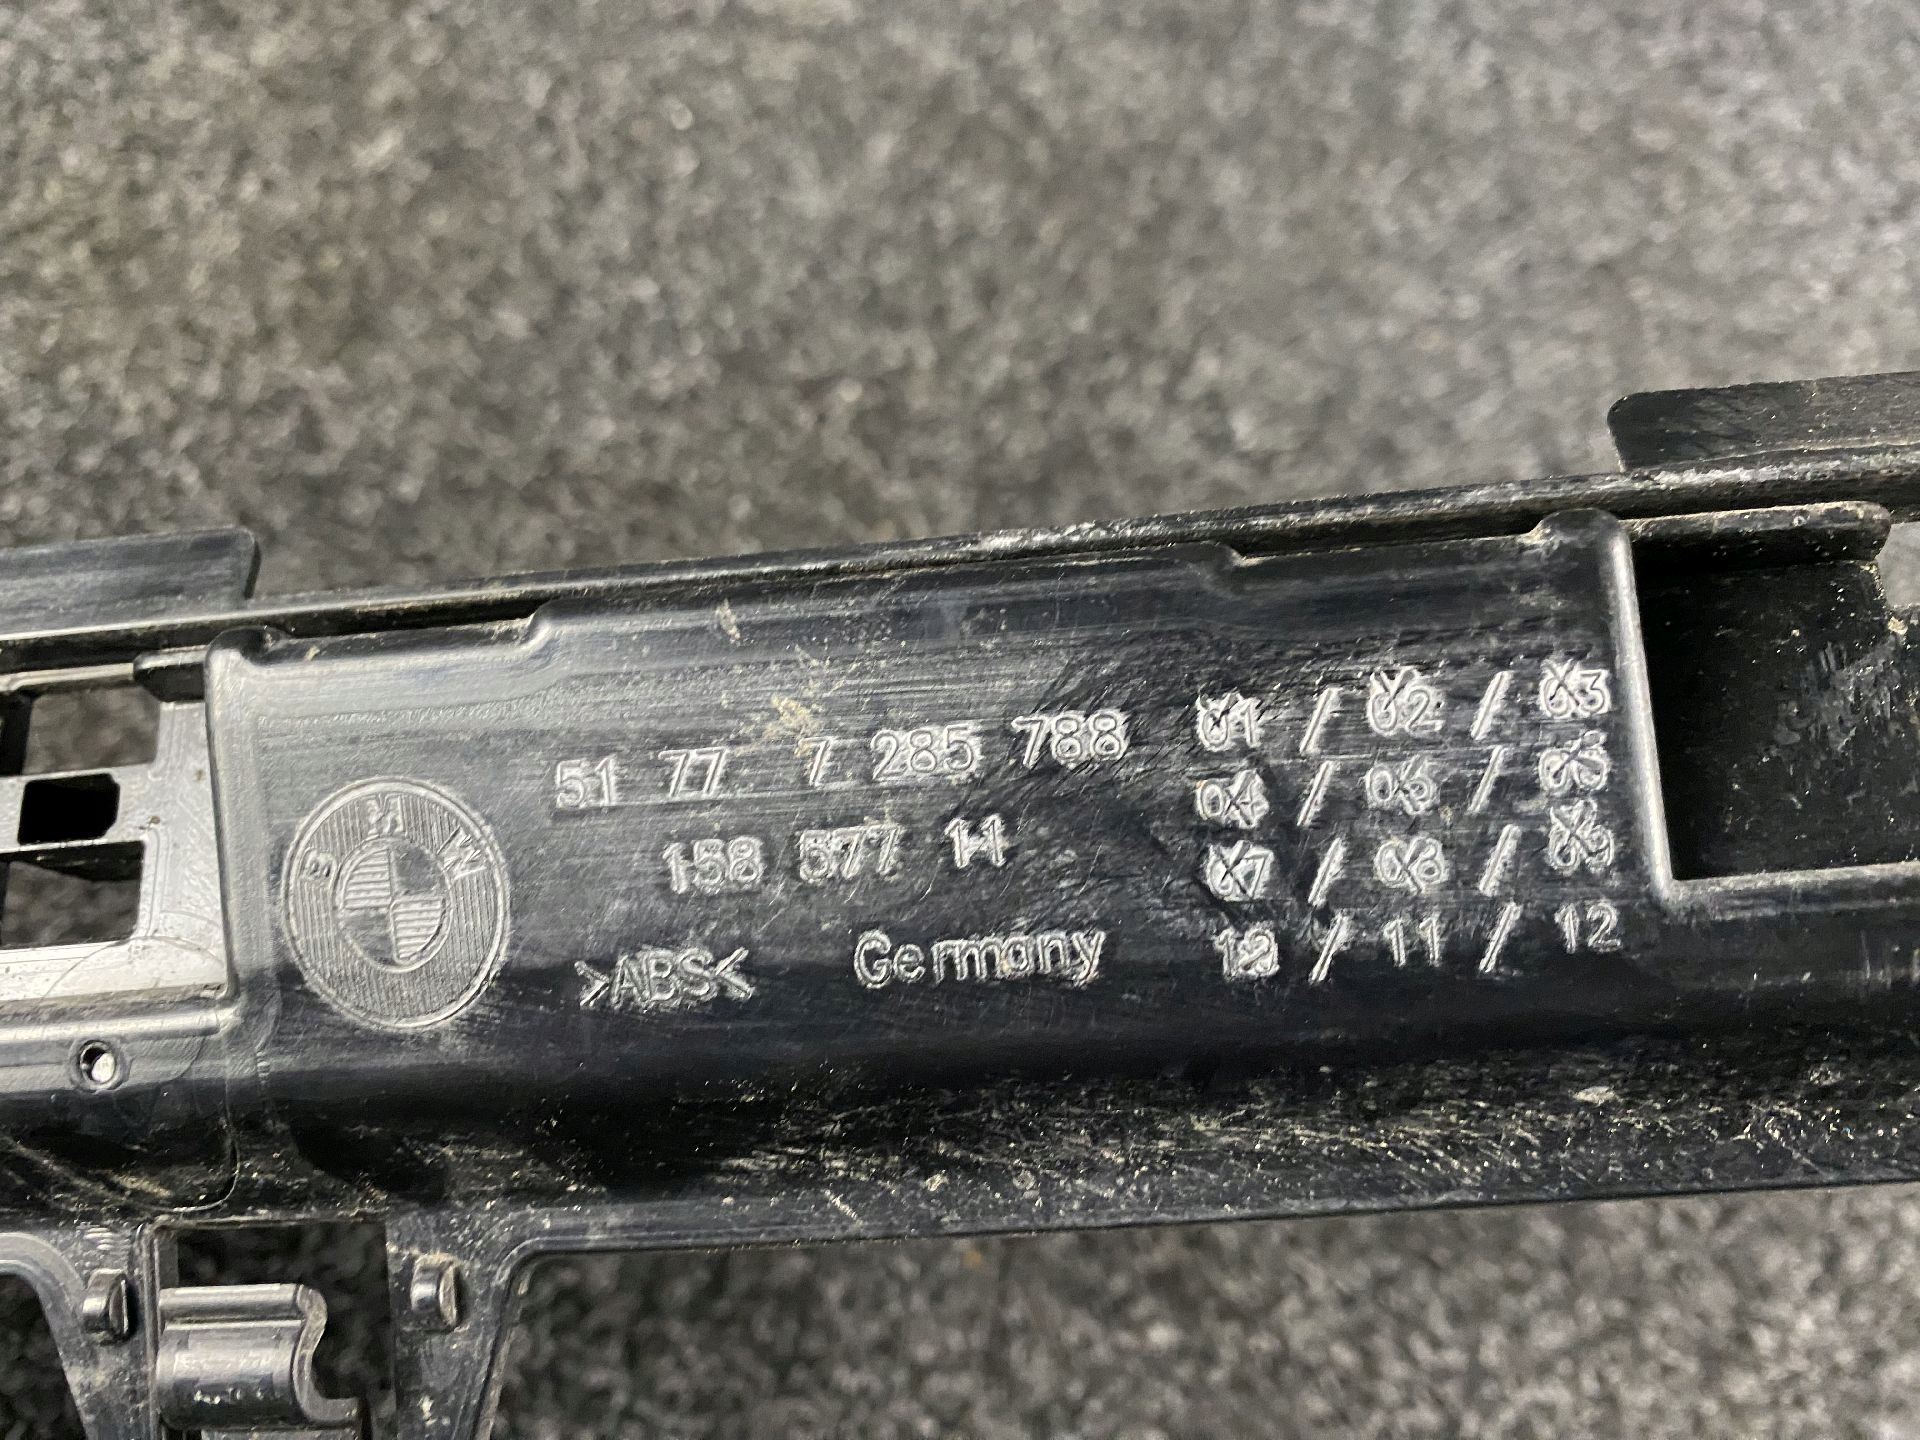 BMW
51 77 7 285 788
158 577 11
>ABS< Germany
01 / 02 / 03
04 / 05 / 06
07 / 08 / 09
10 / 11 / 12